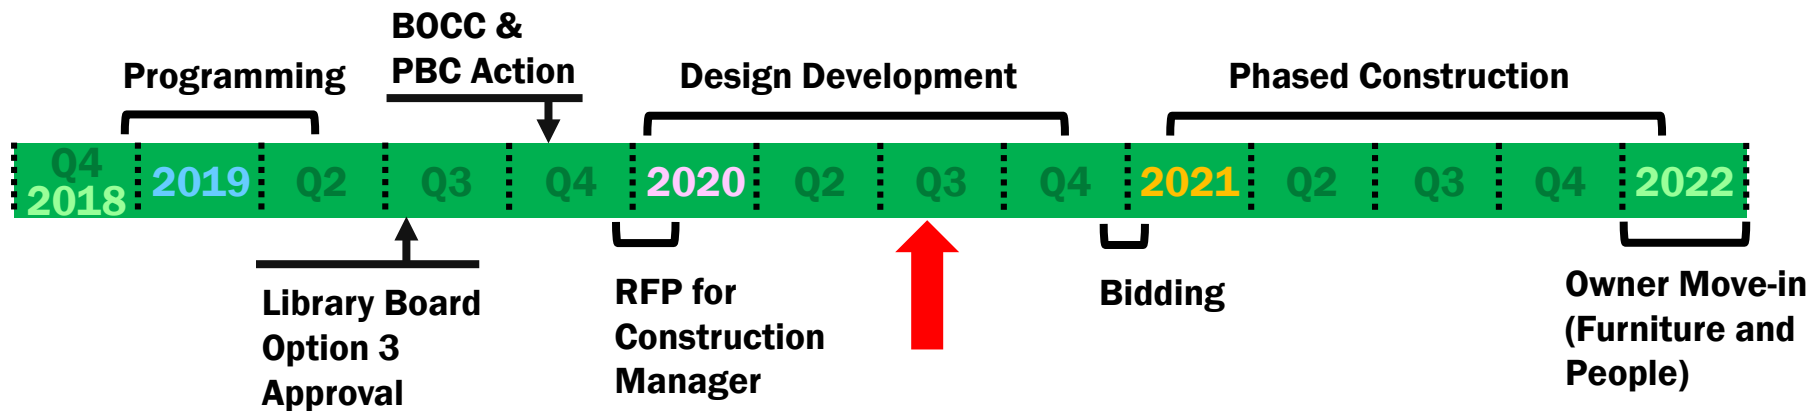 BOCC &
PBC Action
Programming
Design Development
Phased Construction
Q4
2018
2019
Q2
Q3
Q4
2020
Q2
Q3
Q4
2021
Q2
Q3
Q4
2022
Library Board
Option 3
Approval
RFP for
Construction
Manager
Bidding
Owner Move-in
(Furniture and
People)